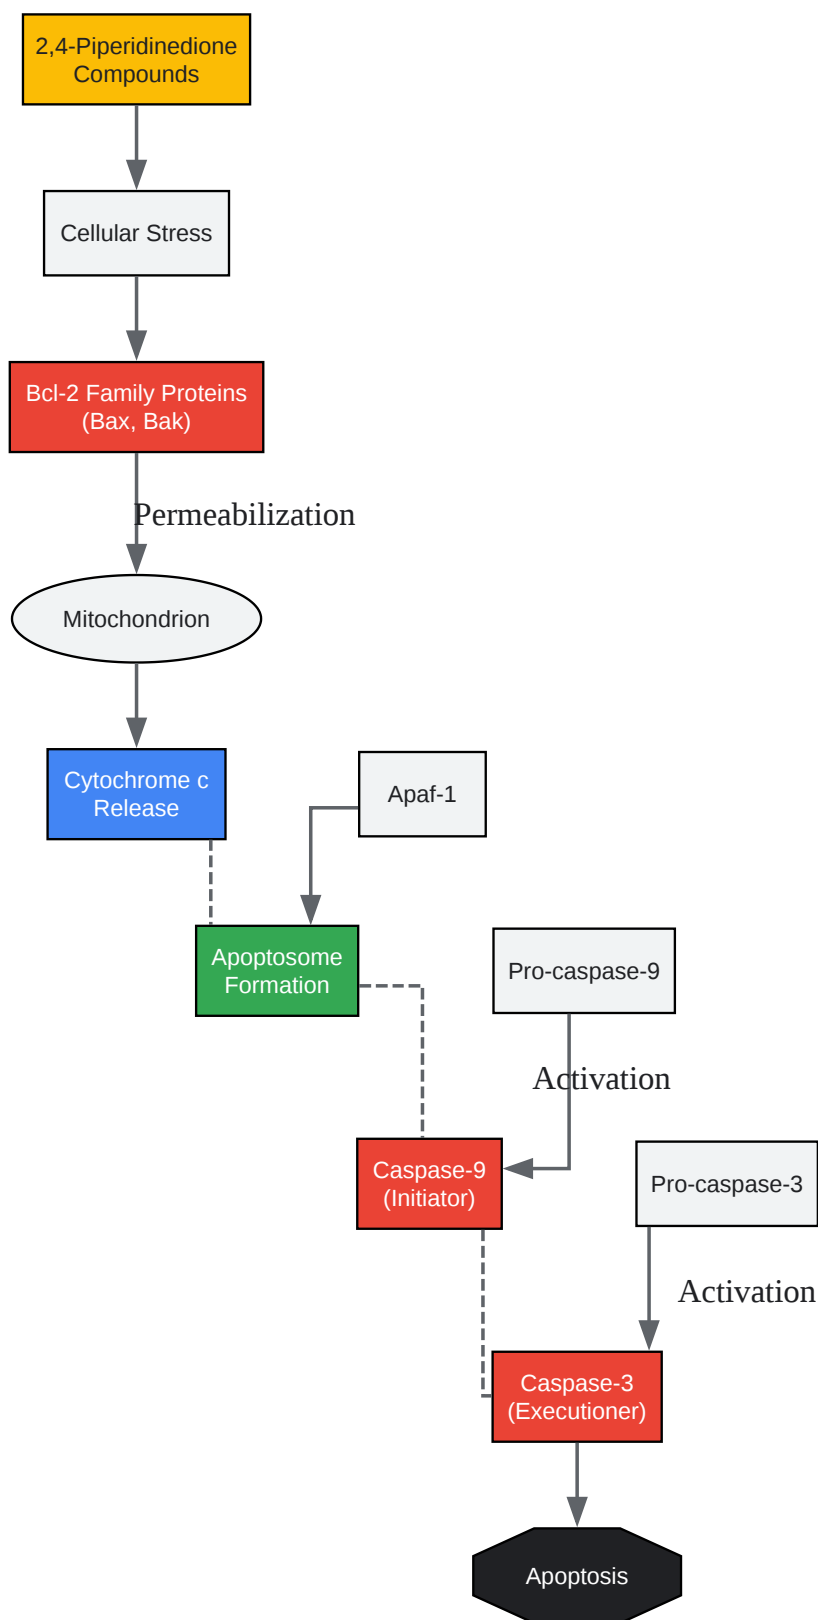 2,4-Piperidinedione
Compounds
Cellular Stress
Bcl-2 Family Proteins
(Bax, Bak)
Permeabilization
Mitochondrion
Cytochrome c
Release
Apaf-1
Apoptosome
Formation
Pro-caspase-9
Activation
Caspase-9
(Initiator)
Pro-caspase-3
Activation
Caspase-3
(Executioner)
Apoptosis